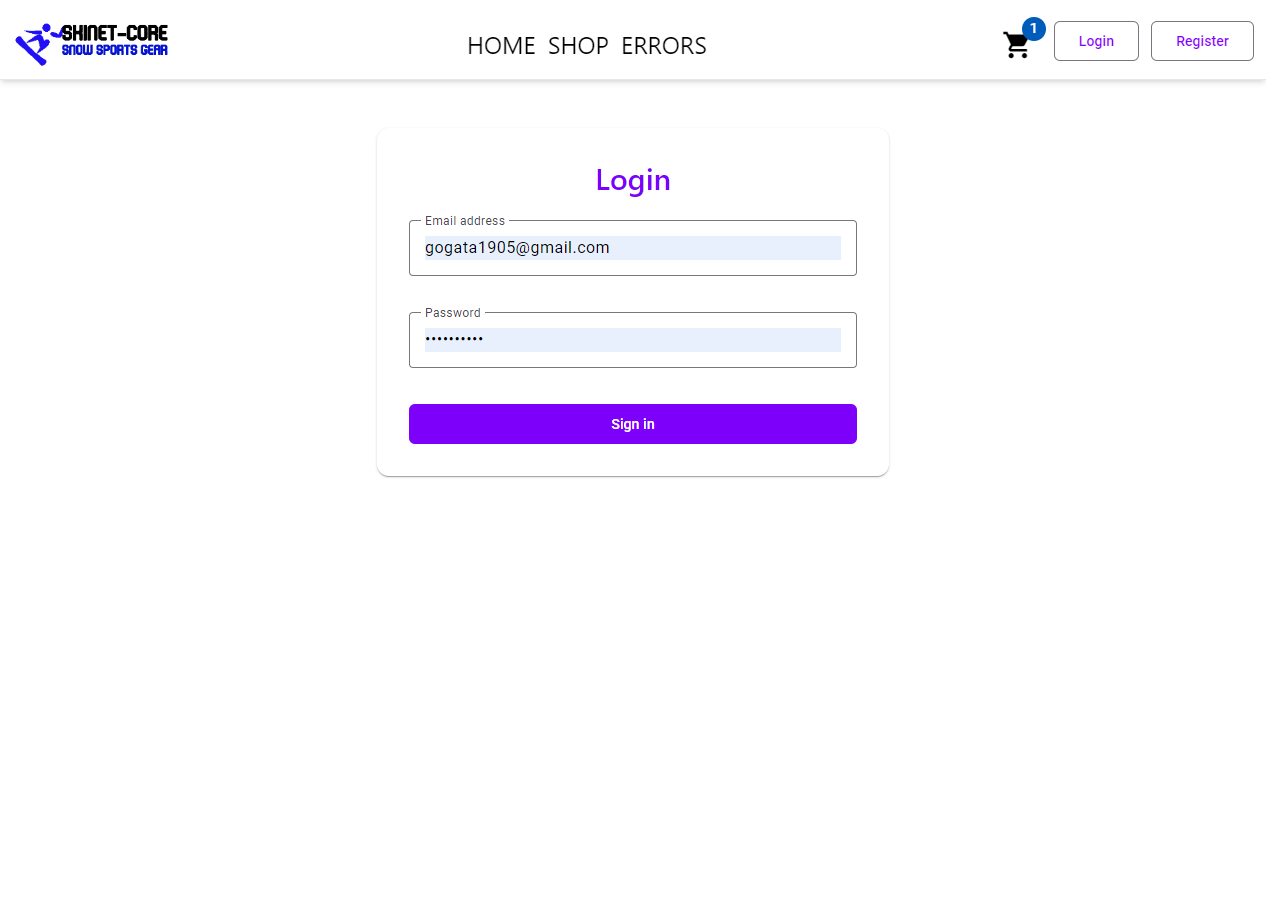 SKINET-CORE
SNOW SPORTS GEAR
HOME SHOP ERRORS
1
Login
Register
Login
Email address
gogata1905@gmail.com
Password
••••••••••
Sign in